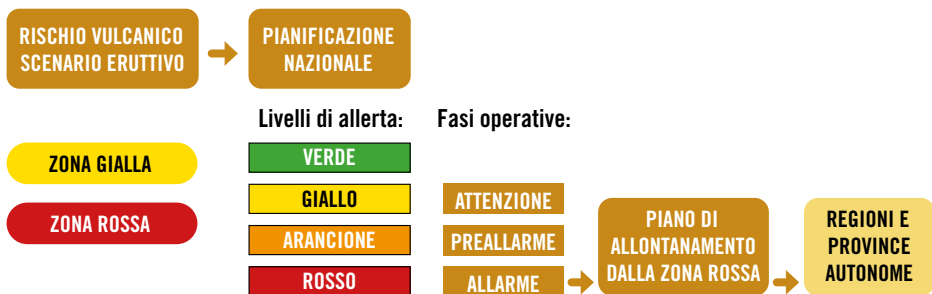 RISCHIO VULCANICO
SCENARIO ERUTTIVO
PIANIFICAZIONE
NAZIONALE
Livelli di allerta:
Fasi operative:
ZONA GIALLA
ZONA ROSSA
VERDE
GIALLO
ARANCIONE
ROSSO
ATTENZIONE
PREALLARME
ALLARME
PIANO DI
ALLONTANAMENTO
DALLA ZONA ROSSA
REGIONI E
PROVINCE
AUTONOME